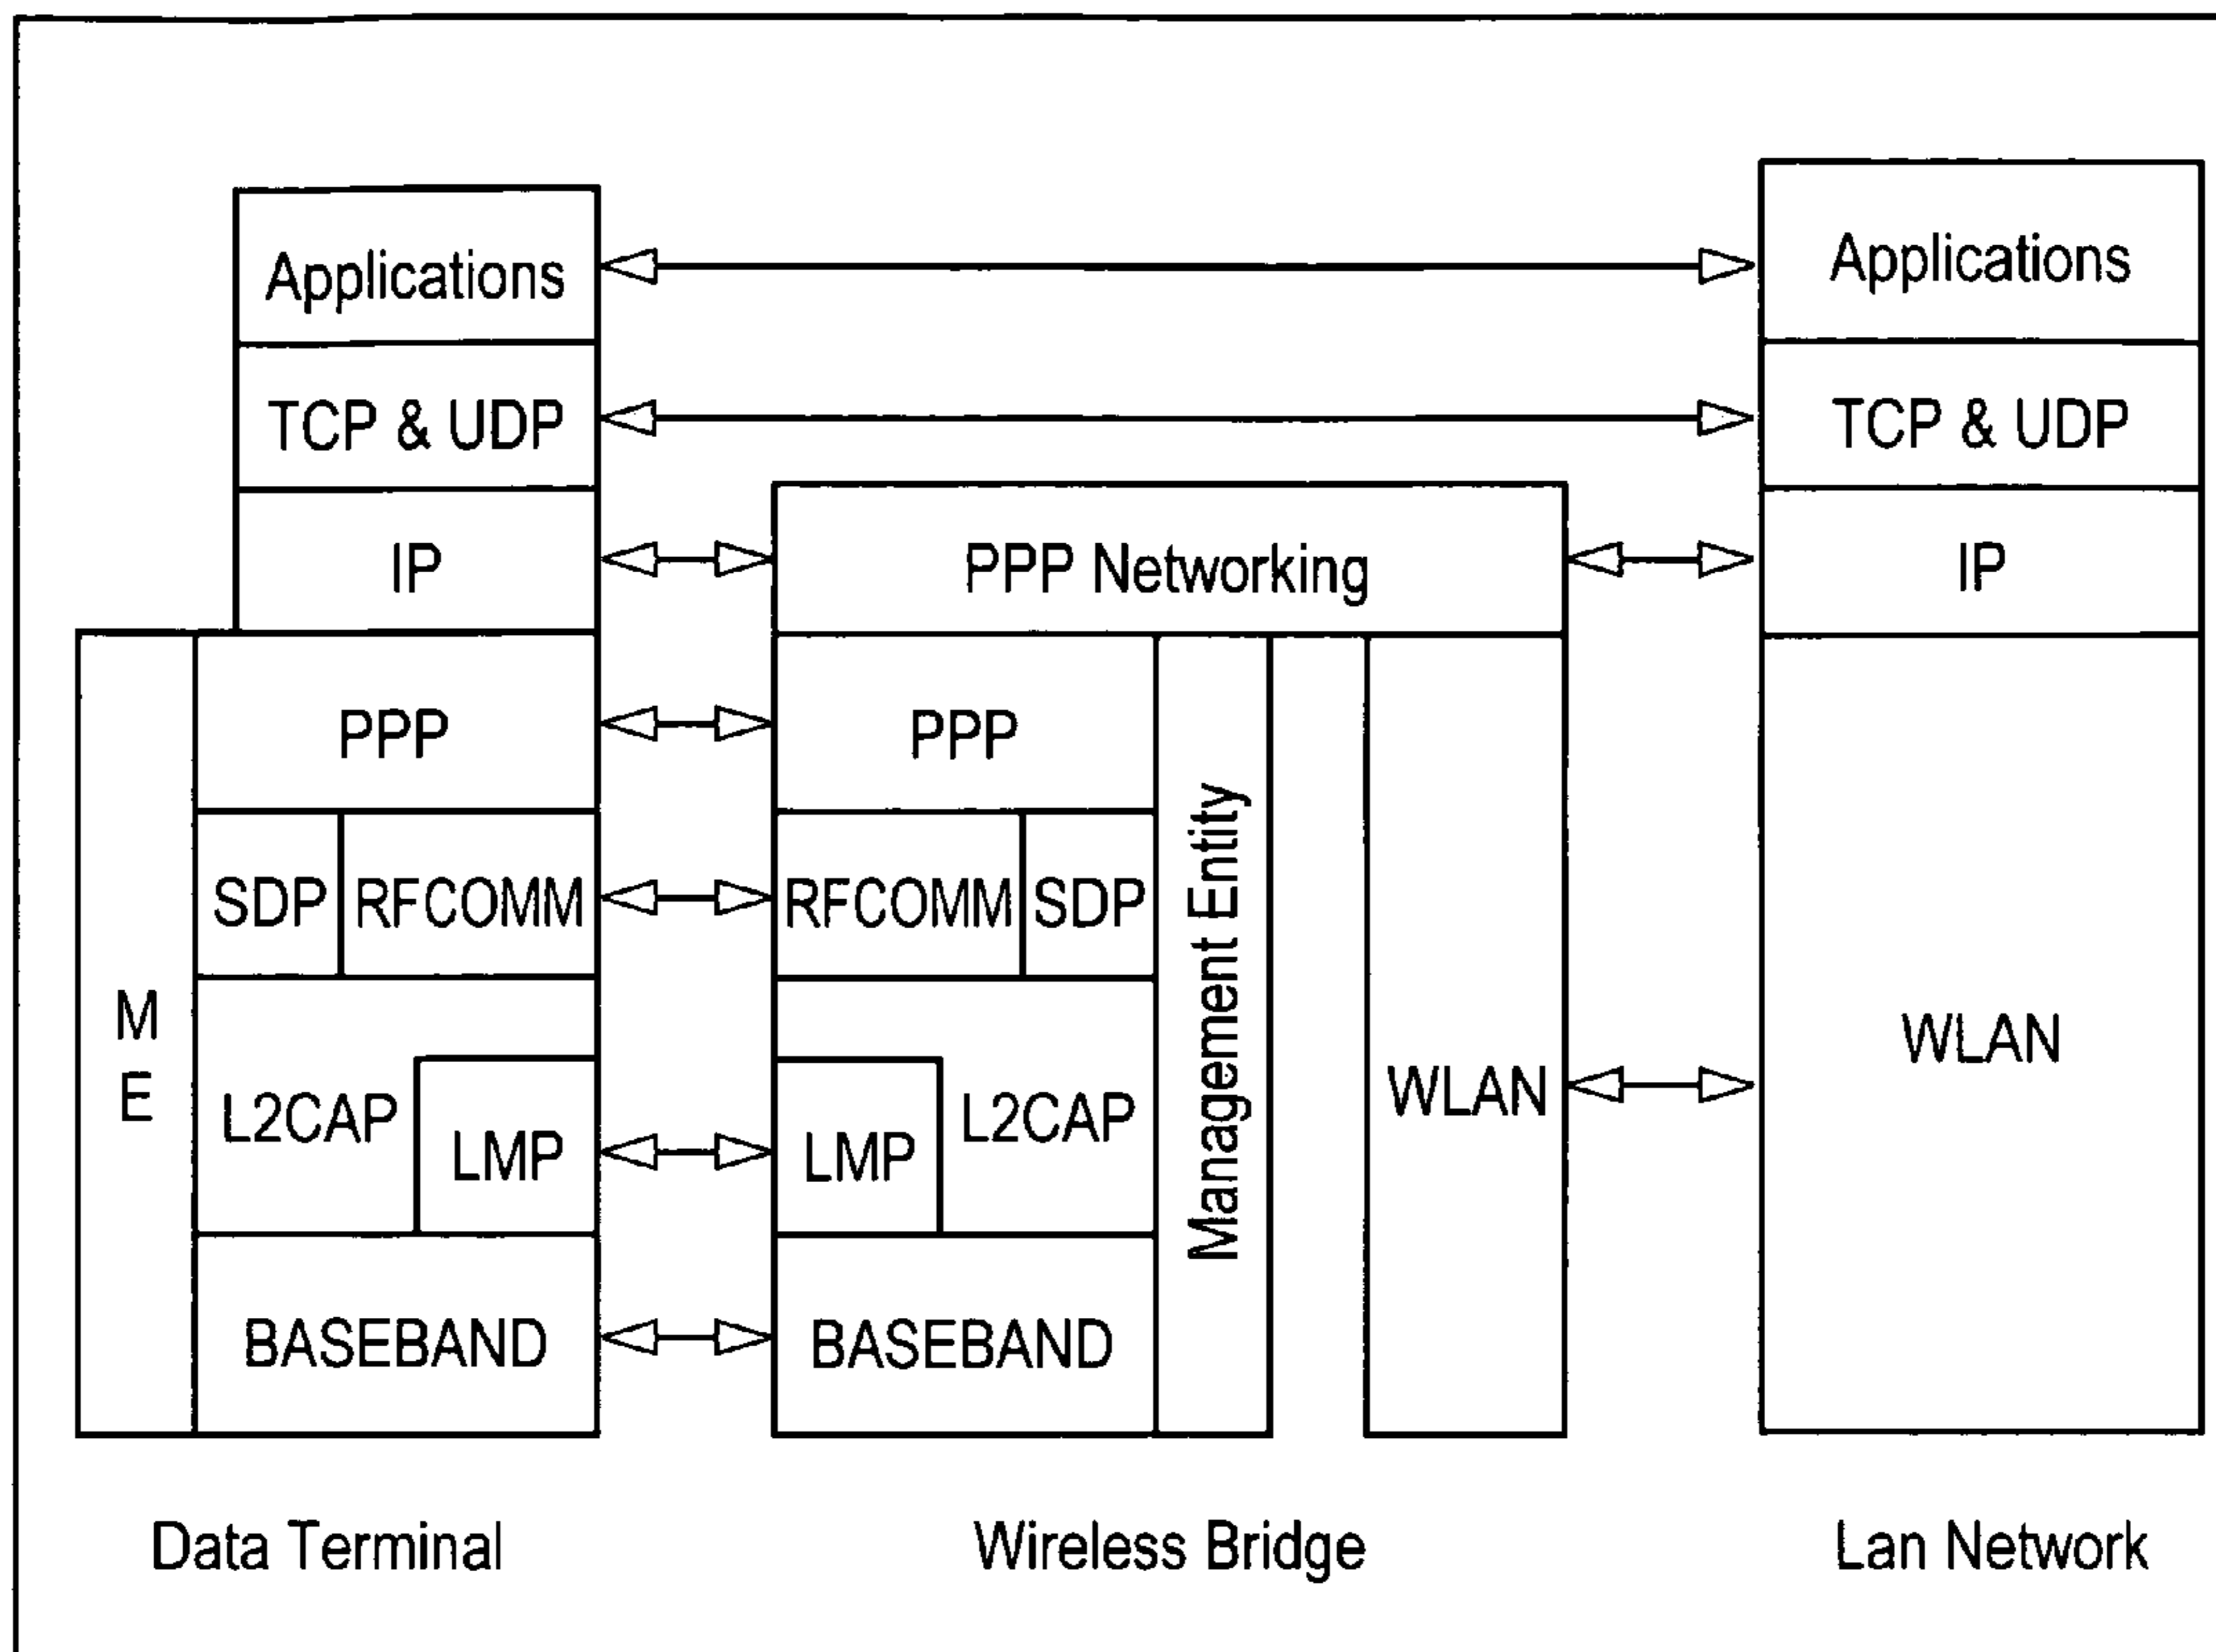 Applications
TCP & UDP
IP
PPP
SDP
RFCOMM
M
E
L2CAP
LMP
BASEBAND
Data Terminal
PPP Networking
PPP
RFCOMM
SDP
LMP
L2CAP
BASEBAND
Management Entity
WLAN
Wireless Bridge
Applications
TCP & UDP
IP
WLAN
Lan Network